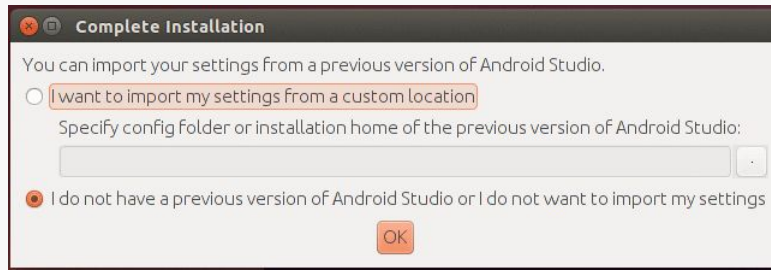 Complete Installation
You can import your settings from a previous version of Android Studio.
I want to import my settings from a custom location
Specify config folder or installation home of the previous version of Android Studio:
.
I do not have a previous version of Android Studio or I do not want to import my settings
OK